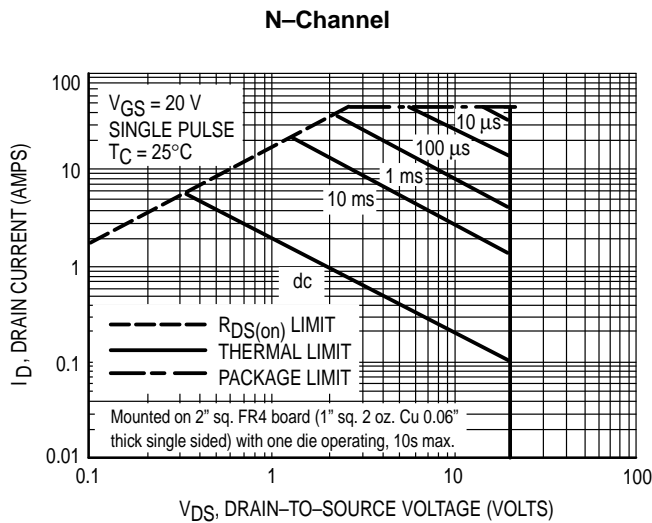 N–Channel
100
10
1
0.1
0.01
I_D, DRAIN CURRENT (AMPS)
V_GS = 20 V
SINGLE PULSE
T_C = 25°C
10 µs
100 µs
1 ms
10 ms
dc
R_DS(on) LIMIT
THERMAL LIMIT
PACKAGE LIMIT
Mounted on 2” sq. FR4 board (1” sq. 2 oz. Cu 0.06”
thick single sided) with one die operating, 10s max.
0.1 1 10 100
V_DS, DRAIN–TO–SOURCE VOLTAGE (VOLTS)